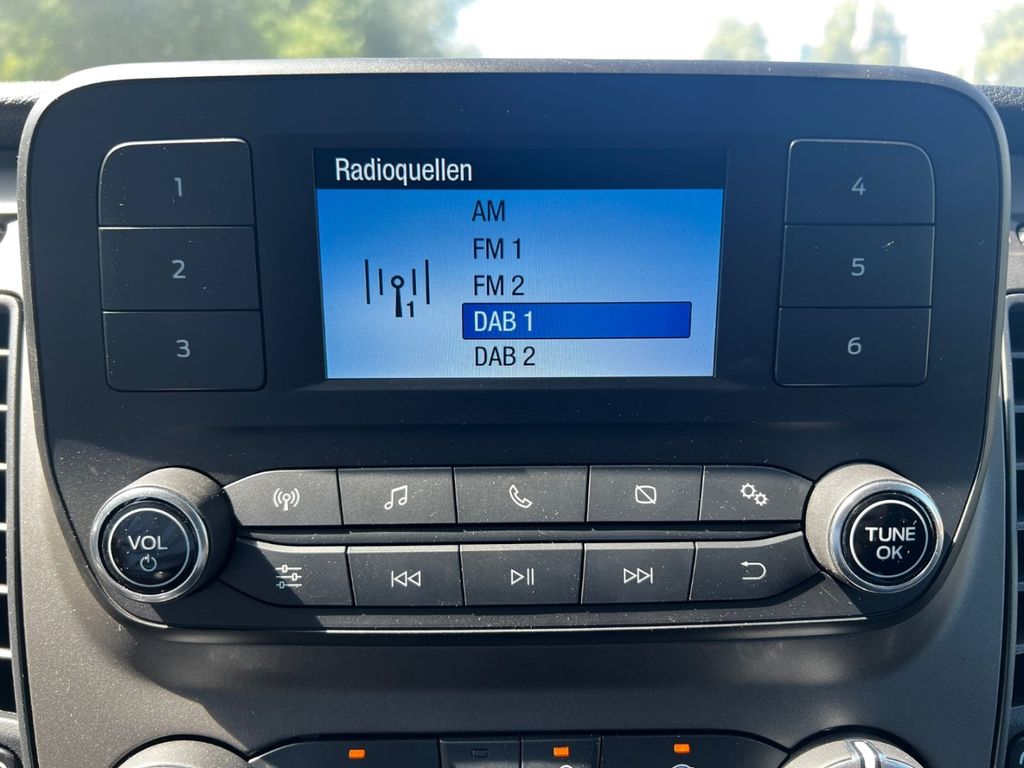 Radioquellen
AM
FM 1
FM 2
DAB 1
DAB 2
1
1
2
3
4
5
6
VOL
TUNE
OK